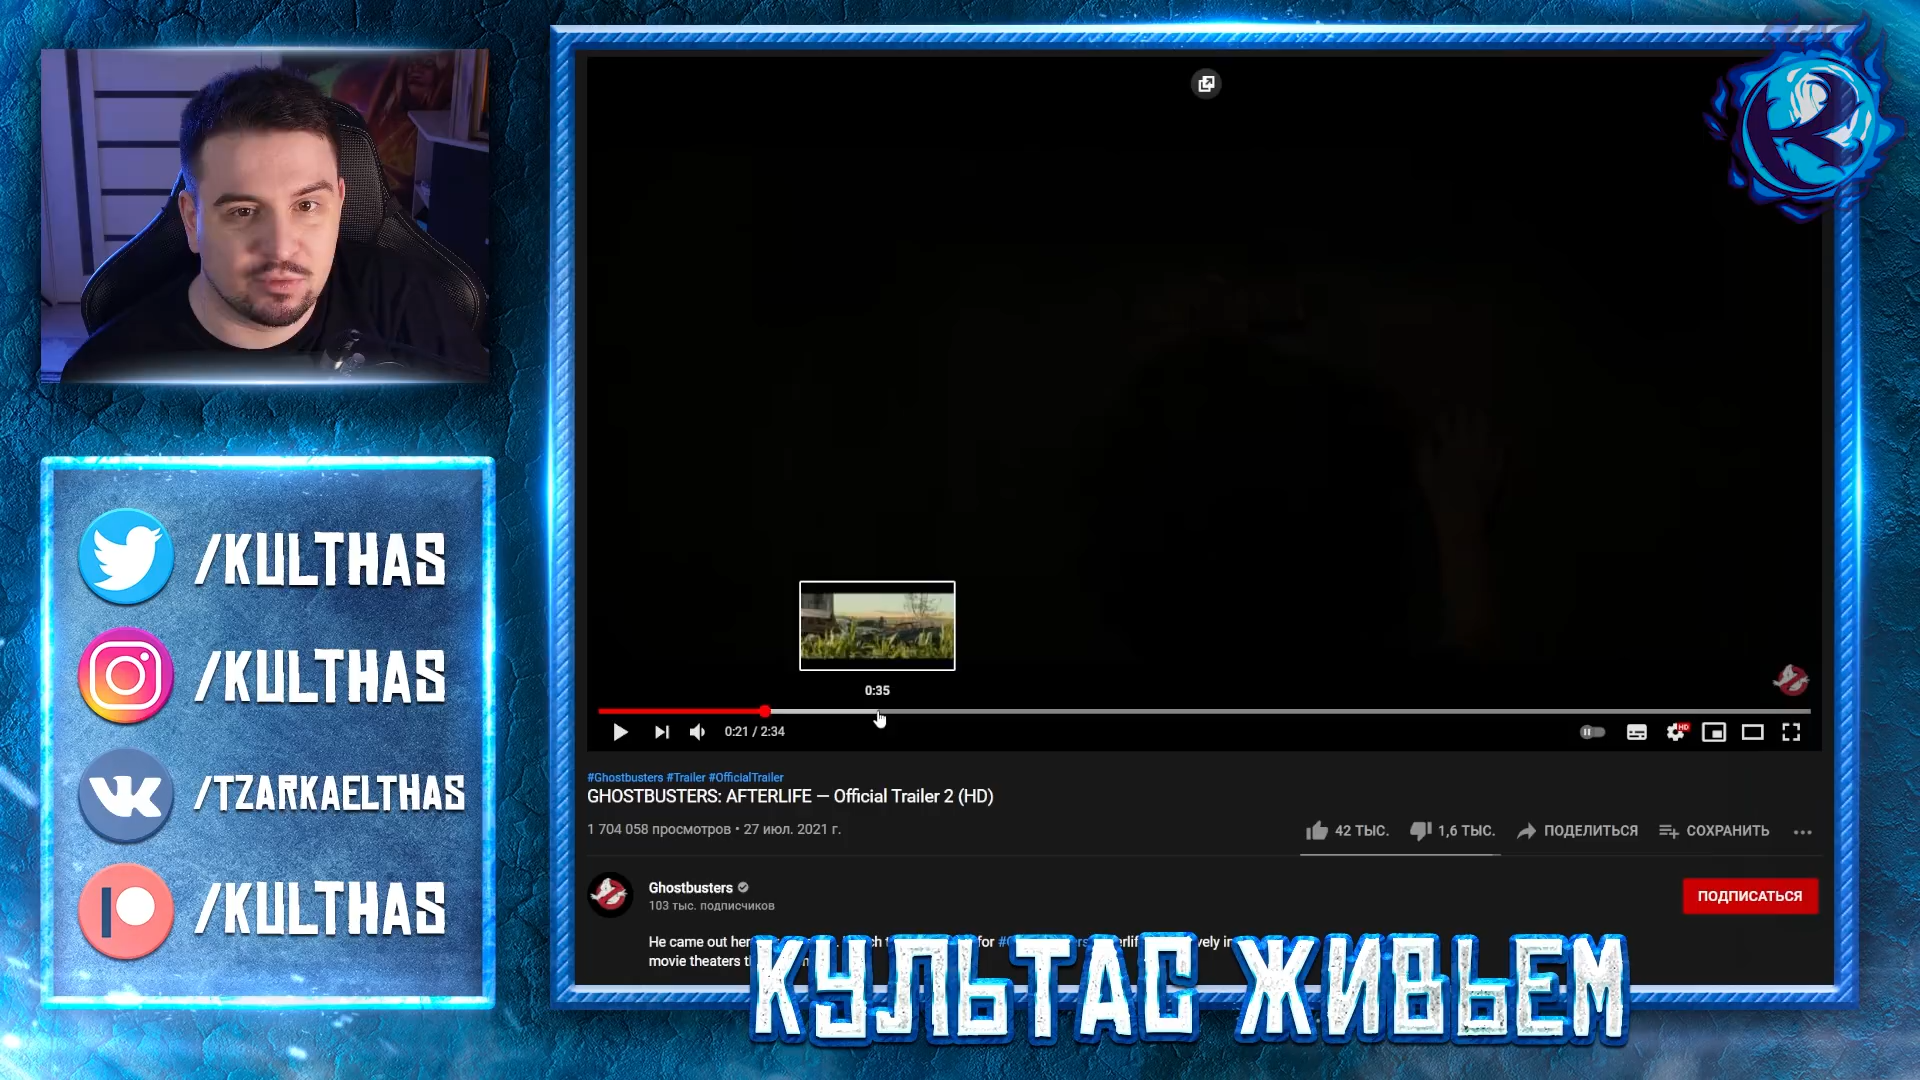 /KULTHAS
/KULTHAS
/TZARKAELTHAS
/KULTHAS
0:35
0:21 / 2:34
HD
#Ghostbusters #Trailer #OfficialTrailer
GHOSTBUSTERS: AFTERLIFE — Official Trailer 2 (HD)
1 704 058 просмотров • 27 июл. 2021 г.
42 ТЫС.
1,6 ТЫС.
ПОДЕЛИТЬСЯ
СОХРАНИТЬ
Ghostbusters
103 тыс. подписчиков
ПОДПИСАТЬСЯ
He came out for
movie theaters
КУЛЬТАС ЖИВЬЕМ